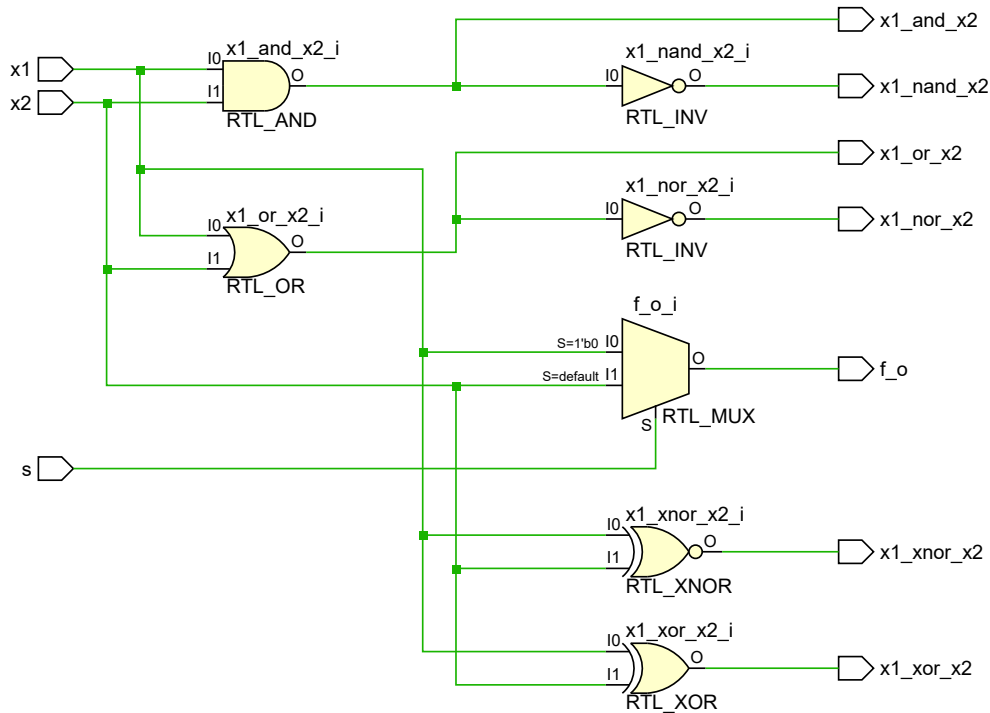 x1_and_x2
x1_and_x2_i
x1_nand_x2_i
x1
I0
O
I0
O
x1_nand_x2
x2
I1
RTL_AND
RTL_INV
x1_or_x2
x1_nor_x2_i
x1_or_x2_i
I0
O
x1_nor_x2
I0
O
I1
RTL_INV
RTL_OR
f_o_i
S=1'b0
I0
O
f_o
S=default
I1
S
RTL_MUX
s
x1_xnor_x2_i
I0
O
x1_xnor_x2
I1
RTL_XNOR
x1_xor_x2_i
I0
O
x1_xor_x2
I1
RTL_XOR